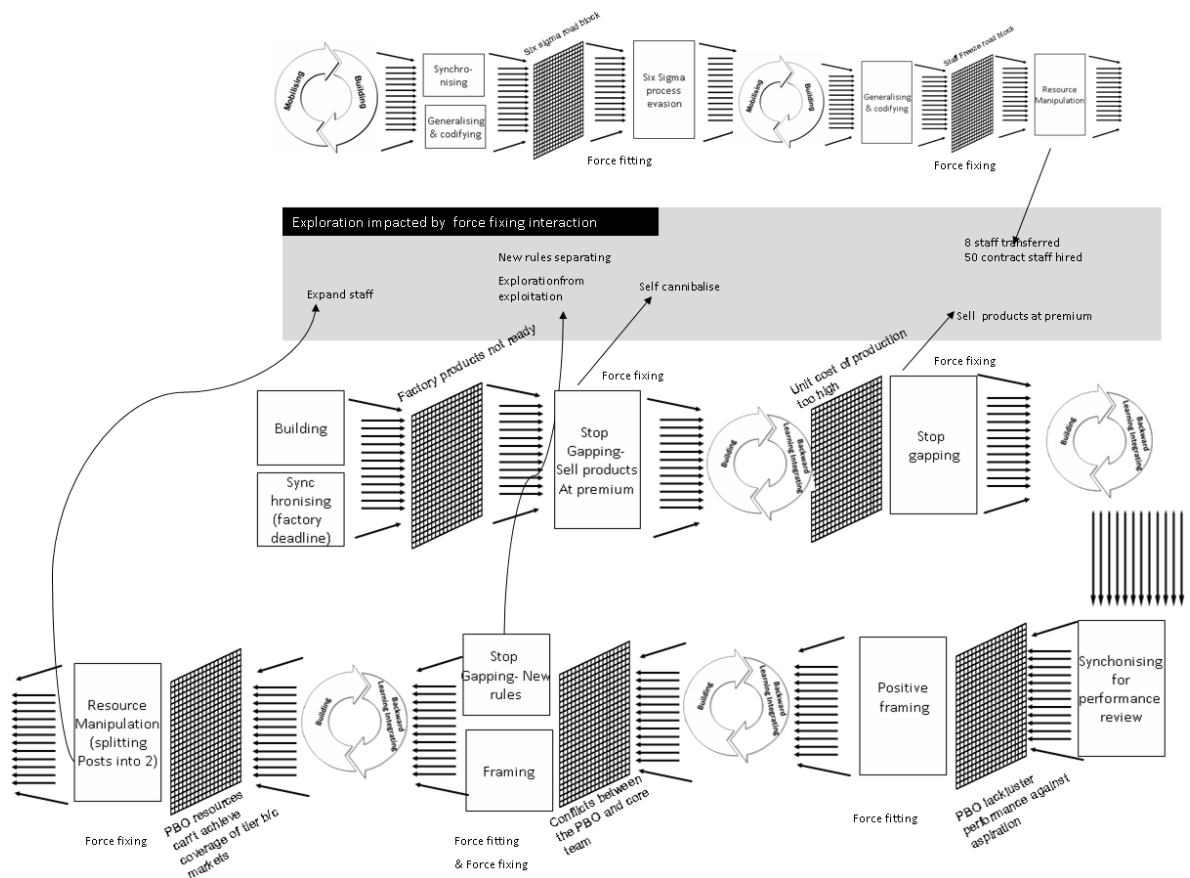 Mobilising
Building
Synchro-
nising
Generalising
& codifying
Six sigma road block
Six Sigma
process
evasion
Force fitting
Mobilising
Building
Generalising
& codifying
Staff Freeze road block
Resource
Manipulation
Force fixing
Exploration impacted by force fixing interaction
8 staff transferred
50 contract staff hired
New rules separating
Explorationfrom
exploitation
Self cannibalise
Expand staff
Sell products at premium
Factory products not ready
Force fixing
Unit cost of production
too high
Force fixing
Building
Sync
hronising
(factory
deadline)
Stop
Gapping-
Sell products
At premium
Building
Backward
Learning Integrating
Stop
gapping
Building
Backward
Learning Integrating
Resource
Manipulation
(splitting
Posts into 2)
Force fixing
PBO resources
can't achieve
coverage of tier b/c
markets
Building
Backward
Learning Integrating
Stop
Gapping- New
rules
Framing
Force fitting
& Force fixing
Conflicts between
the PBO and core
team
Building
Backward
Learning Integrating
Positive
framing
Force fitting
PBO lackluster
performance against
aspiration
Synchonising
for
performance
review